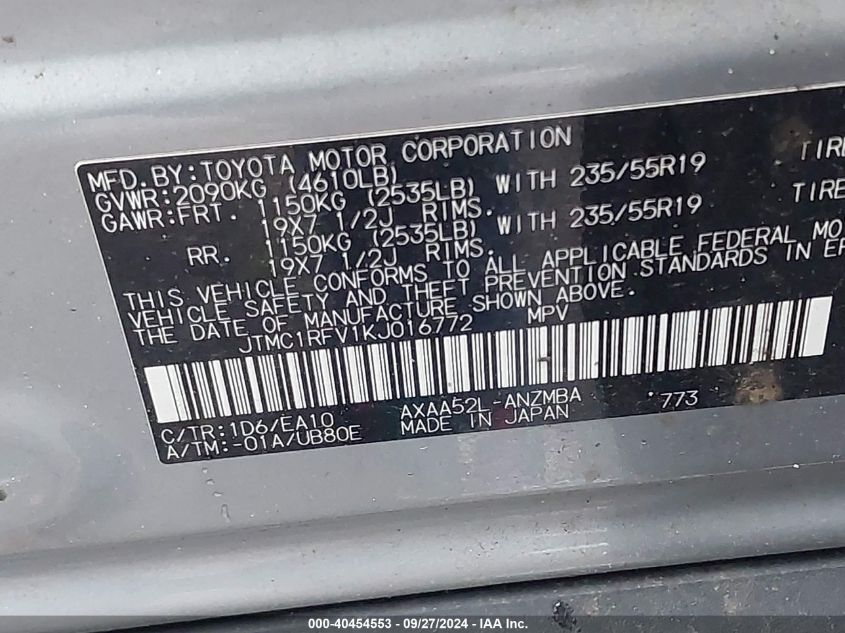 MFD. BY: TOYOTA MOTOR CORPORATION
GVWR: 2090KG (4610LB)
GAWR: FRT. 1150KG (2535LB) WITH 235/55R19 TIRE
19X7 1/2J RIMS.
RR. 1150KG (2535LB) WITH 235/55R19 TIRE
19X7 1/2J RIMS.
THIS VEHICLE CONFORMS TO ALL APPLICABLE FEDERAL MO
VEHICLE SAFETY AND THEFT PREVENTION STANDARDS IN EF
THE DATE OF MANUFACTURE SHOWN ABOVE.
JTMC1RFV1KJ016772 MPV
C/TR: 1D6/EA10 AXAA52L -ANZMBA *773
A/TM: -01A/UB80E MADE IN JAPAN
000-40454553 - 09/27/2024 - IAA Inc.